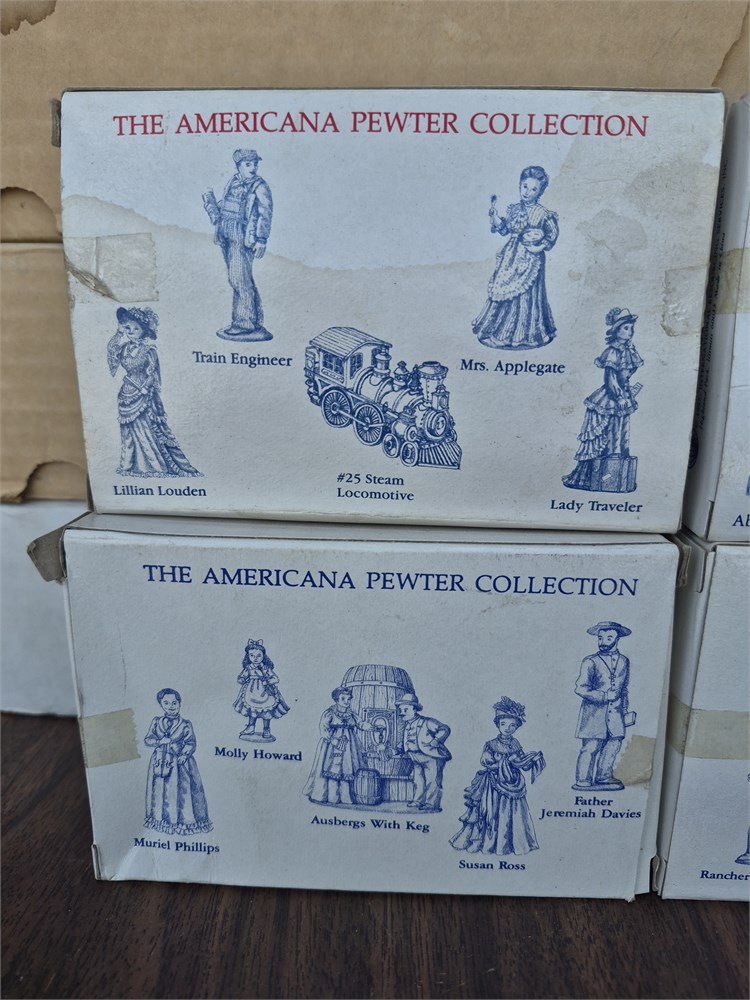 THE AMERICANA PEWTER COLLECTION
Train Engineer
Mrs. Applegate
Lillian Louden
#25 Steam
Locomotive
Lady Traveler
THE AMERICANA PEWTER COLLECTION
Molly Howard
Muriel Phillips
Ausbergs With Keg
Susan Ross
Father
Jeremiah Davies
Rancher